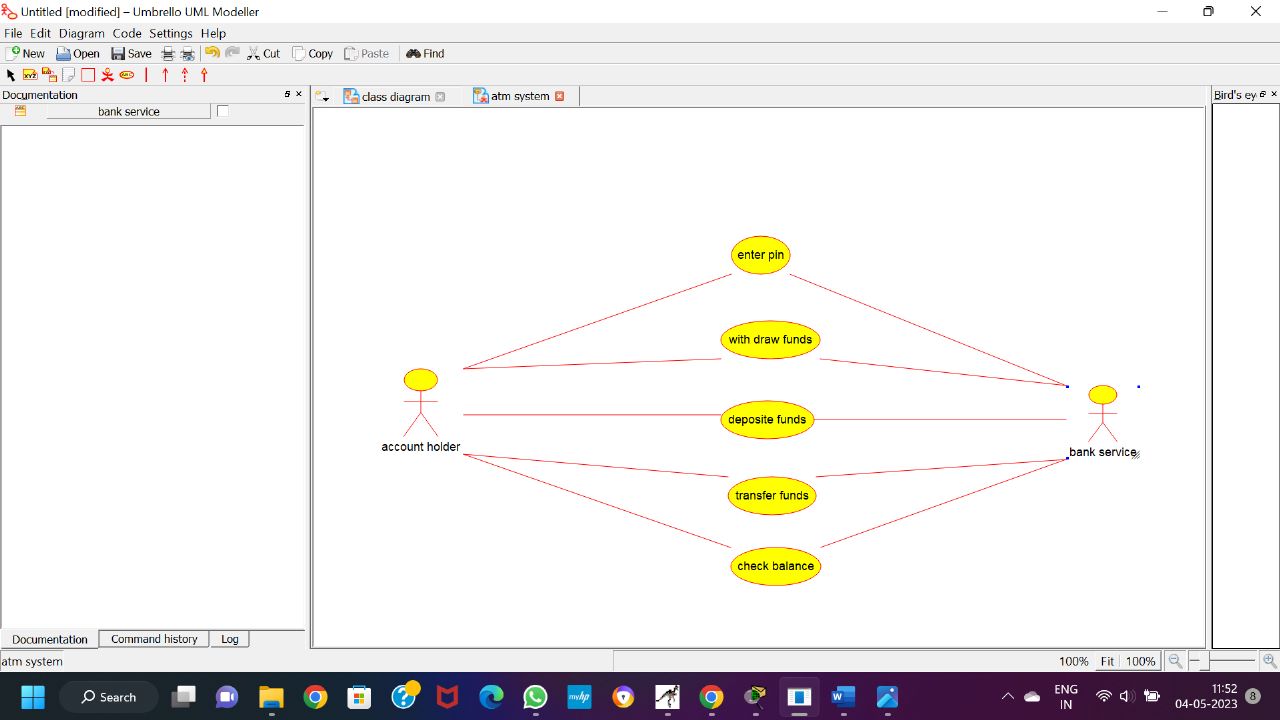 Untitled [modified] – Umbrello UML Modeller
File Edit Diagram Code Settings Help
New Open Save Cut Copy Paste Find
XYZ
Documentation
bank service
class diagram
atm system
Bird's ey
enter pin
with draw funds
deposite funds
account holder
bank service
transfer funds
check balance
Documentation Command history Log
atm system
100% Fit 100%
Search
myhp
W
ENG
IN
11:52
04-05-2023
8